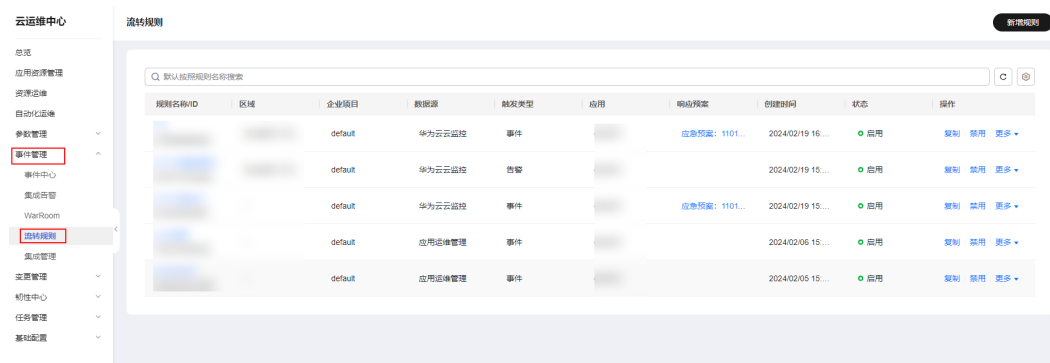 云运维中心
流转规则
新增规则
总览
应用资源管理
资源运维
自动化运维
参数管理
事件管理
事件中心
集成告警
WarRoom
流转规则
集成管理
变更管理
韧性中心
任务管理
基础配置
默认按照规则名称搜索
规则名称/ID 区域 企业项目 数据源 触发类型 应用 响应预案 创建时间 状态 操作
default 华为云云监控 事件 应急预案：1101... 2024/02/19 16:... 启用 复制 禁用 更多
default 华为云云监控 告警 2024/02/19 15:... 启用 复制 禁用 更多
default 华为云云监控 事件 应急预案：1101... 2024/02/19 15:... 启用 复制 禁用 更多
default 应用运维管理 事件 2024/02/06 15:... 启用 复制 禁用 更多
default 应用运维管理 事件 2024/02/05 15:... 启用 复制 禁用 更多